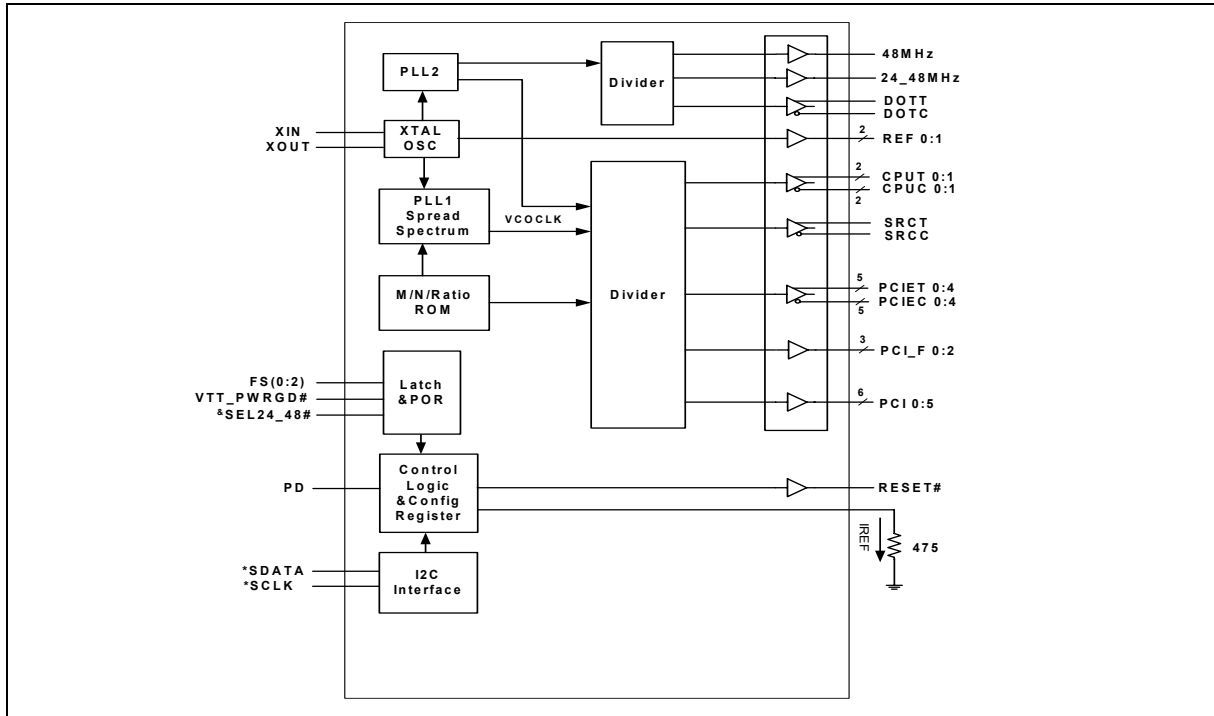 PLL2
Divider
48MHz
24_48MHz
DOTT
DOTC
XIN
XOUT
XTAL
OSC
2
REF 0:1
PLL1
Spread
Spectrum
VCOCLK
M/N/Ratio
ROM
Divider
2
CPUT 0:1
CPUC 0:1
2
SRCT
SRCC
5
PCIET 0:4
PCIEC 0:4
5
3
PCI_F 0:2
6
PCI 0:5
FS(0:2)
VTT_PWRGD#
&SEL24_48#
Latch
&POR
PD
Control
Logic
&Config
Register
RESET#
IREF
475
*SDATA
*SCLK
I2C
Interface